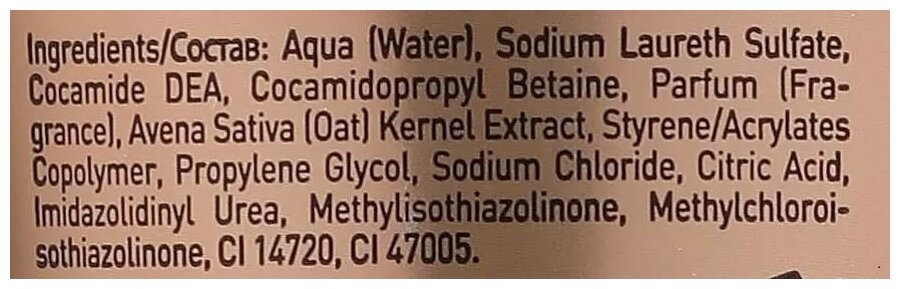 Ingredients/Состав: Aqua (Water), Sodium Laureth Sulfate,
Cocamide DEA, Cocamidopropyl Betaine, Parfum (Fra-
grance), Avena Sativa (Oat) Kernel Extract, Styrene/Acrylates
Copolymer, Propylene Glycol, Sodium Chloride, Citric Acid,
Imidazolidinyl Urea, Methylisothiazolinone, Methylchloroi-
sothiazolinone, CI 14720, CI 47005.